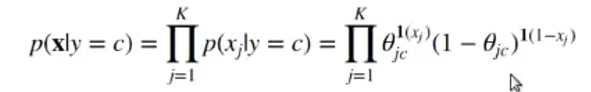 p(𝐱|y = c) = ∏_{j=1}^{K} p(x_j|y = c) = ∏_{j=1}^{K} θ_{jc}^{𝟏(x_j)} (1 − θ_{jc})^{𝟏(1−x_j)}